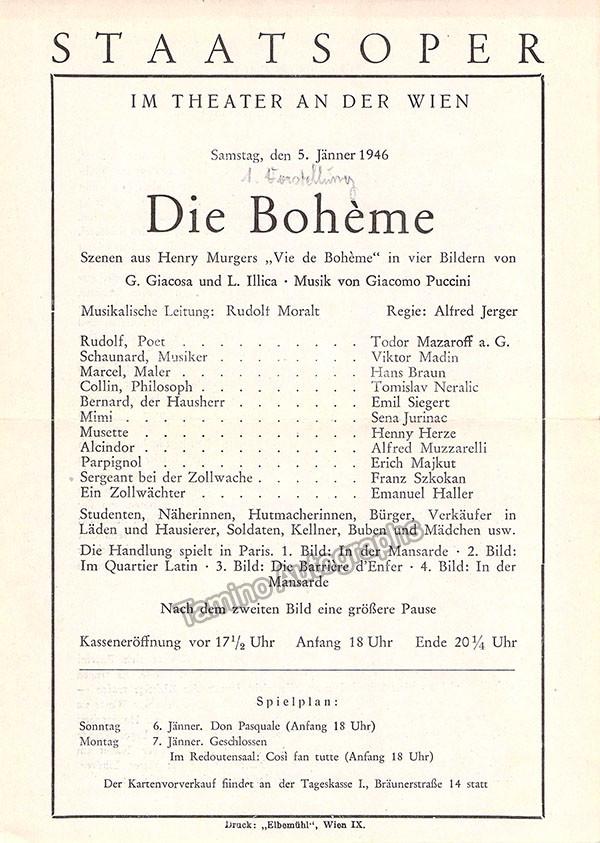 STAATSOPER
IM THEATER AN DER WIEN
Samstag, den 5. Jänner 1946
1. Vorstellung
Die Bohème
Szenen aus Henry Murgers „Vie de Bohème“ in vier Bildern von
G. Giacosa und L. Illica · Musik von Giacomo Puccini
Musikalische Leitung: Rudolf Moralt Regie: Alfred Jerger
Rudolf, Poet . . . . . . . . . . Todor Mazaroff a. G.
Schaunard, Musiker . . . . . . . . Viktor Madin
Marcel, Maler . . . . . . . . . Hans Braun
Collin, Philosoph . . . . . . . . . Tomislav Neralic
Bernard, der Hausherr . . . . . . . Emil Siegert
Mimi . . . . . . . . . . . . . Sena Jurinac
Musette . . . . . . . . . . . . Henny Herze
Alcindor . . . . . . . . . . . . Alfred Muzzarelli
Parpignol . . . . . . . . . . . Erich Majkut
Sergeant bei der Zollwache . . . . . . Franz Szkokan
Ein Zollwächter . . . . . . . . . Emanuel Haller
Studenten, Näherinnen, Hutmacherinnen, Bürger, Verkäufer in
Läden und Hausierer, Soldaten, Kellner, Buben und Mädchen usw.
Die Handlung spielt in Paris. 1. Bild: In der Mansarde · 2. Bild:
Im Quartier Latin · 3. Bild: Die Barrière d’Enfer · 4. Bild: In der
Mansarde
Tamino Autographs
Nach dem zweiten Bild eine größere Pause
Kasseneröffnung vor 17½ Uhr Anfang 18 Uhr Ende 20¼ Uhr
Spielplan:
Sonntag 6. Jänner. Don Pasquale (Anfang 18 Uhr)
Montag 7. Jänner. Geschlossen
Im Redoutensaal: Così fan tutte (Anfang 18 Uhr)
Der Kartenvorverkauf findet an der Tageskasse I., Bräunerstraße 14 statt
Druck: „Elbemühl“, Wien IX.